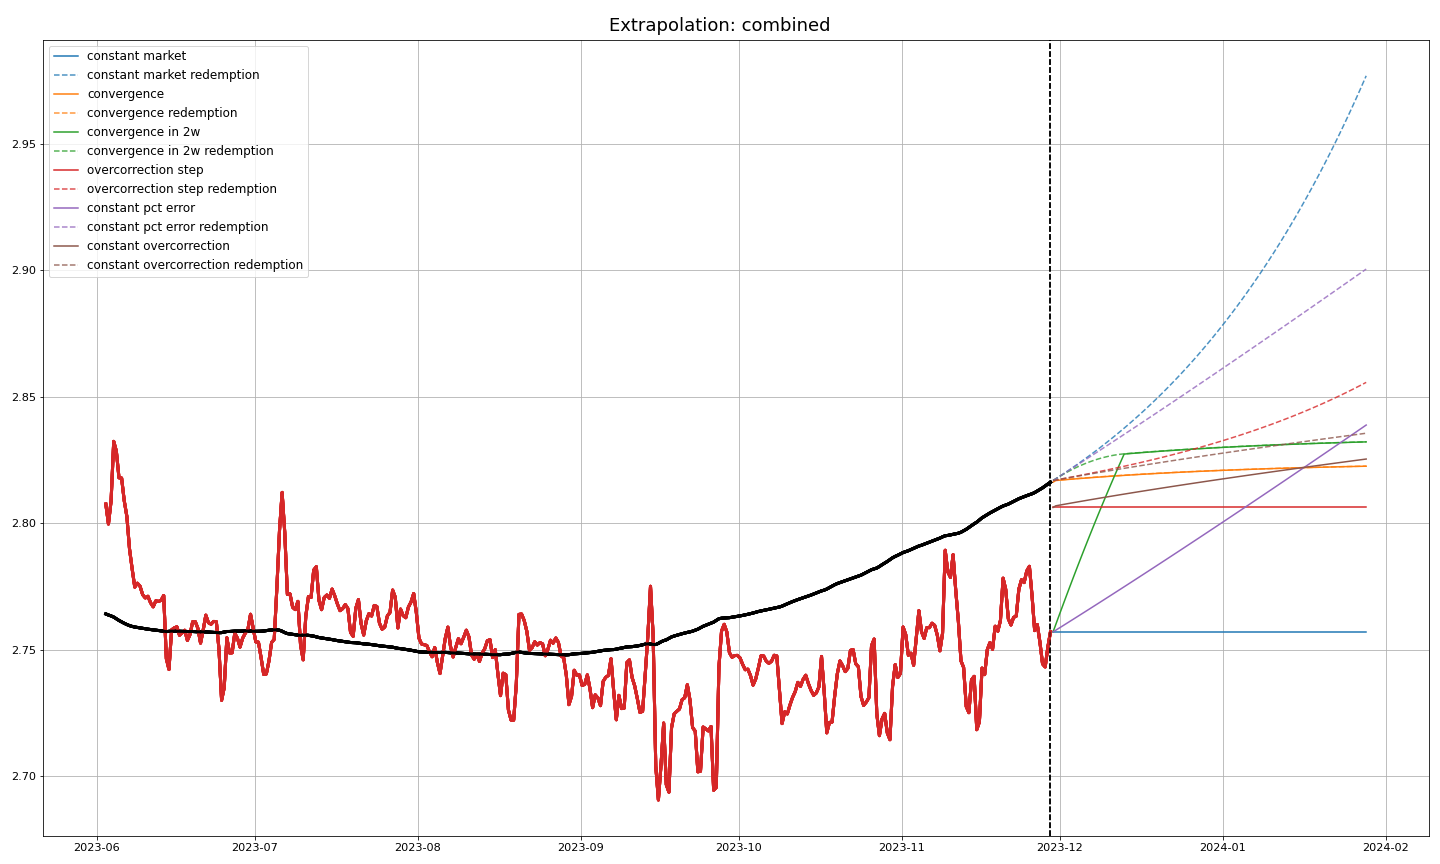 Extrapolation: combined
constant market
constant market redemption
convergence
convergence redemption
convergence in 2w
convergence in 2w redemption
overcorrection step
overcorrection step redemption
constant pct error
constant pct error redemption
constant overcorrection
constant overcorrection redemption
2.95
2.90
2.85
2.80
2.75
2.70
2023-06 2023-07 2023-08 2023-09 2023-10 2023-11 2023-12 2024-01 2024-02